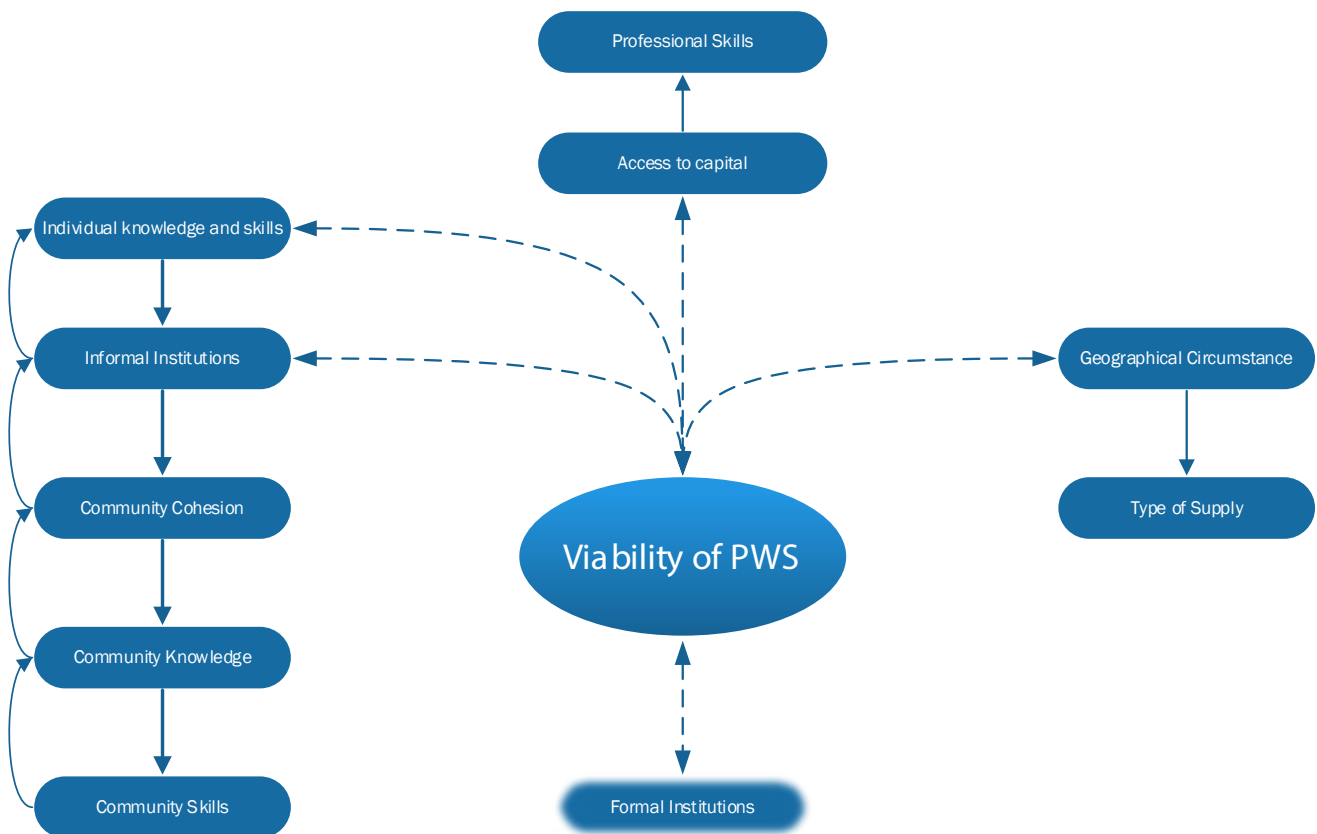 Professional Skills
Access to capital
Individual knowledge and skills
Informal Institutions
Geographical Circumstance
Community Cohesion
Type of Supply
Viability of PWS
Community Knowledge
Community Skills
Formal Institutions